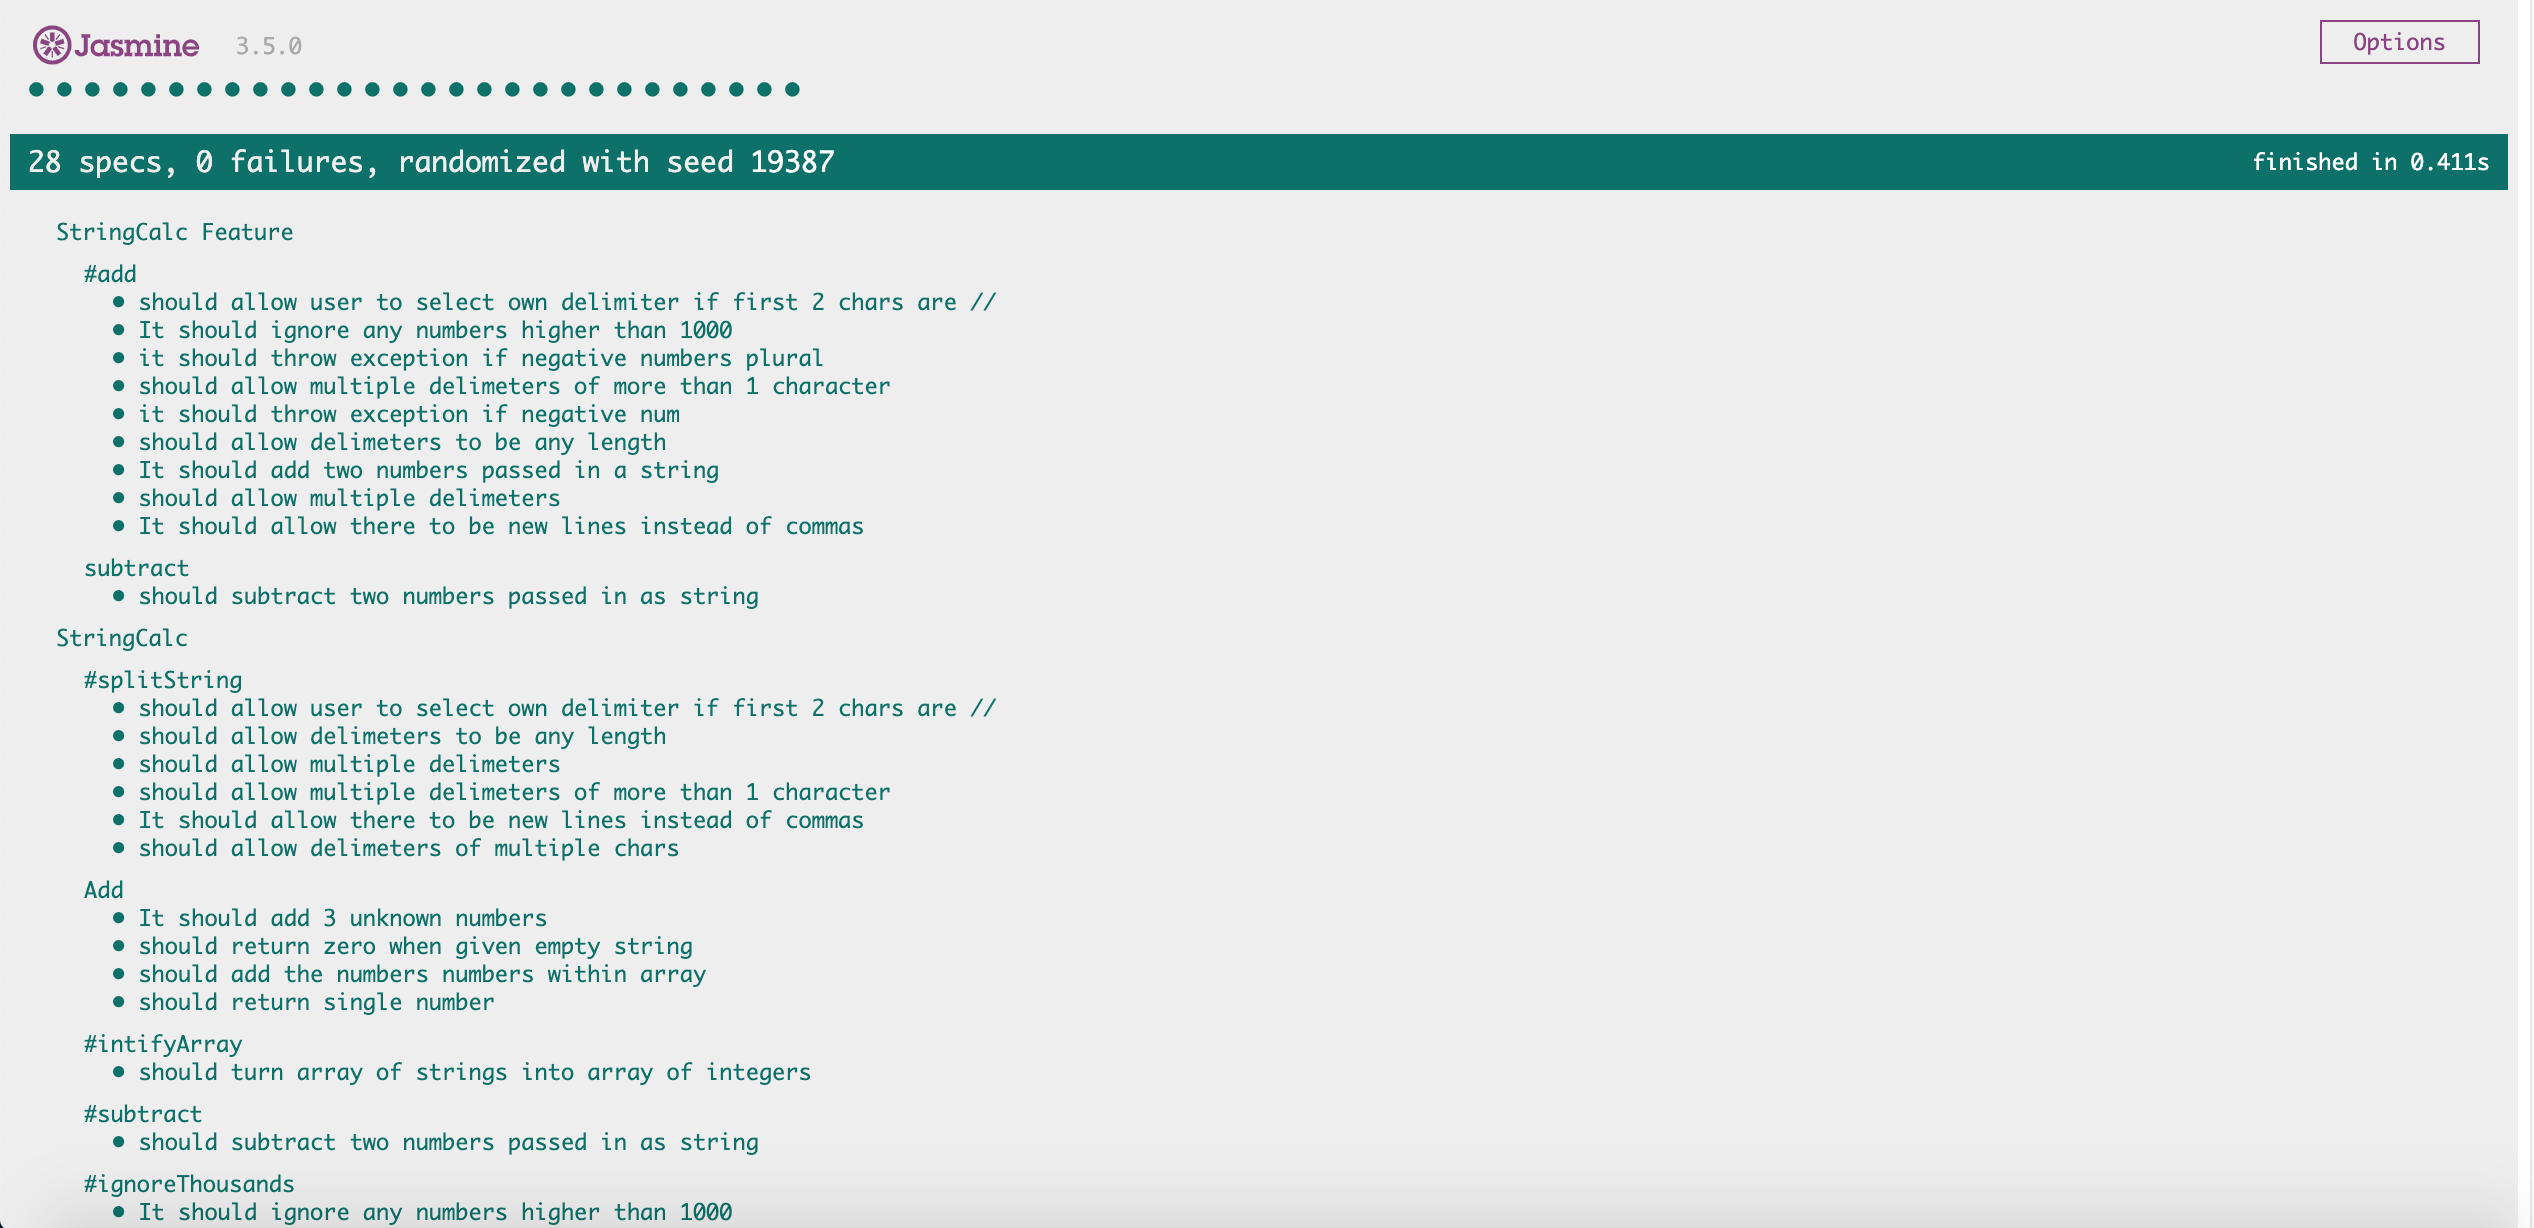 Jasmine 3.5.0
Options
28 specs, 0 failures, randomized with seed 19387
finished in 0.411s
StringCalc Feature
#add
• should allow user to select own delimiter if first 2 chars are //
• It should ignore any numbers higher than 1000
• it should throw exception if negative numbers plural
• should allow multiple delimeters of more than 1 character
• it should throw exception if negative num
• should allow delimeters to be any length
• It should add two numbers passed in a string
• should allow multiple delimeters
• It should allow there to be new lines instead of commas
subtract
• should subtract two numbers passed in as string
StringCalc
#splitString
• should allow user to select own delimiter if first 2 chars are //
• should allow delimeters to be any length
• should allow multiple delimeters
• should allow multiple delimeters of more than 1 character
• It should allow there to be new lines instead of commas
• should allow delimeters of multiple chars
Add
• It should add 3 unknown numbers
• should return zero when given empty string
• should add the numbers numbers within array
• should return single number
#intifyArray
• should turn array of strings into array of integers
#subtract
• should subtract two numbers passed in as string
#ignoreThousands
• It should ignore any numbers higher than 1000